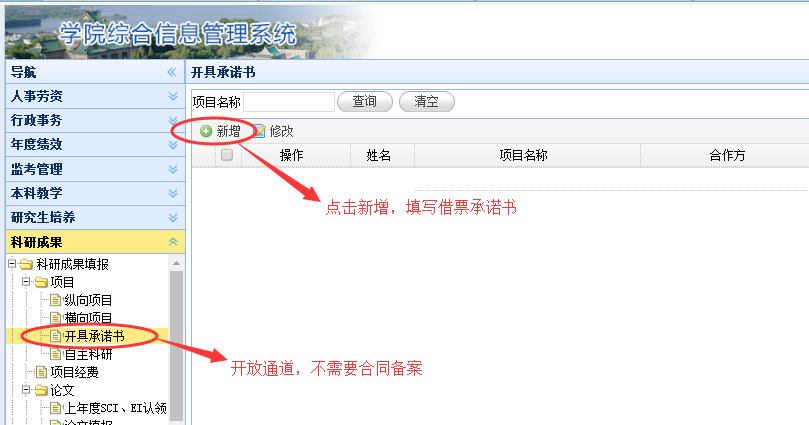 学院综合信息管理系统
导航
人事劳资
行政事务
年度绩效
监考管理
本科教学
研究生培养
科研成果
科研成果填报
项目
纵向项目
横向项目
开具承诺书
自主科研
项目经费
论文
上年度SCI、EI认领
论文填报
开具承诺书
项目名称 查询 清空
新增 修改
操作 姓名 项目名称 合作方
点击新增，填写借票承诺书
开放通道，不需要合同备案